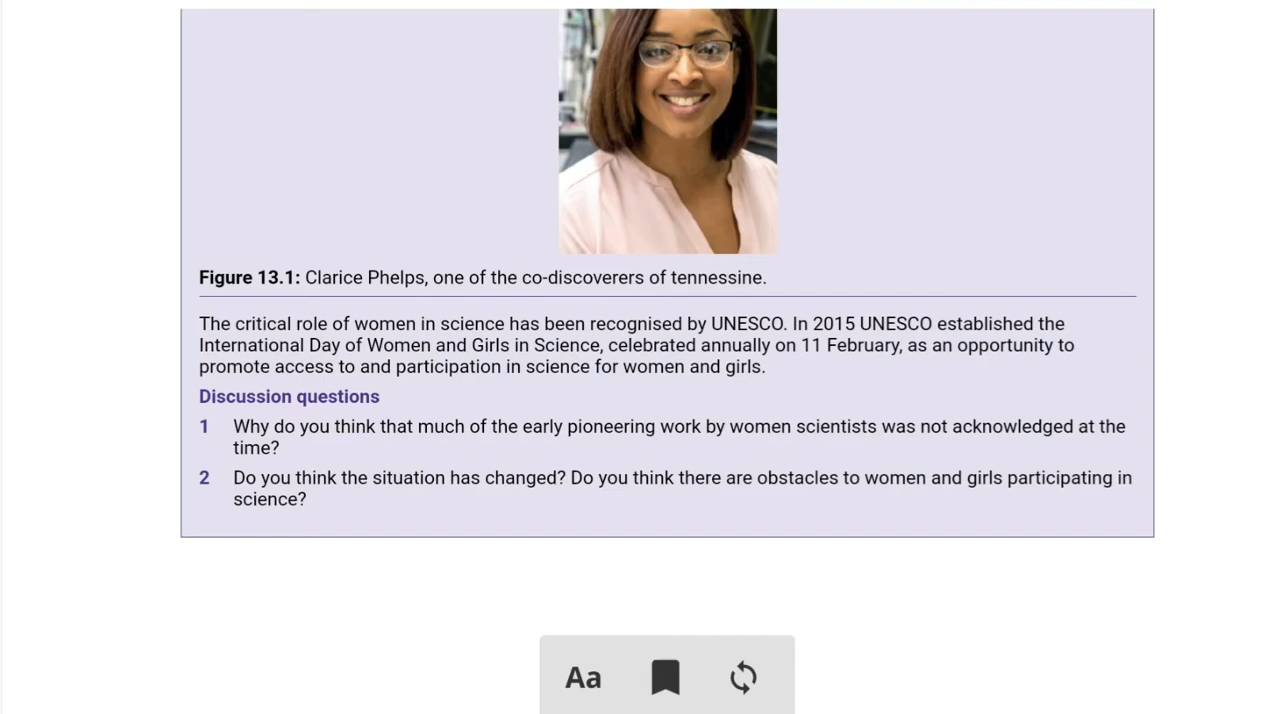 Figure 13.1: Clarice Phelps, one of the co-discoverers of tennessine.
The critical role of women in science has been recognised by UNESCO. In 2015 UNESCO established the
International Day of Women and Girls in Science, celebrated annually on 11 February, as an opportunity to
promote access to and participation in science for women and girls.
Discussion questions
1 Why do you think that much of the early pioneering work by women scientists was not acknowledged at the
time?
2 Do you think the situation has changed? Do you think there are obstacles to women and girls participating in
science?
Aa